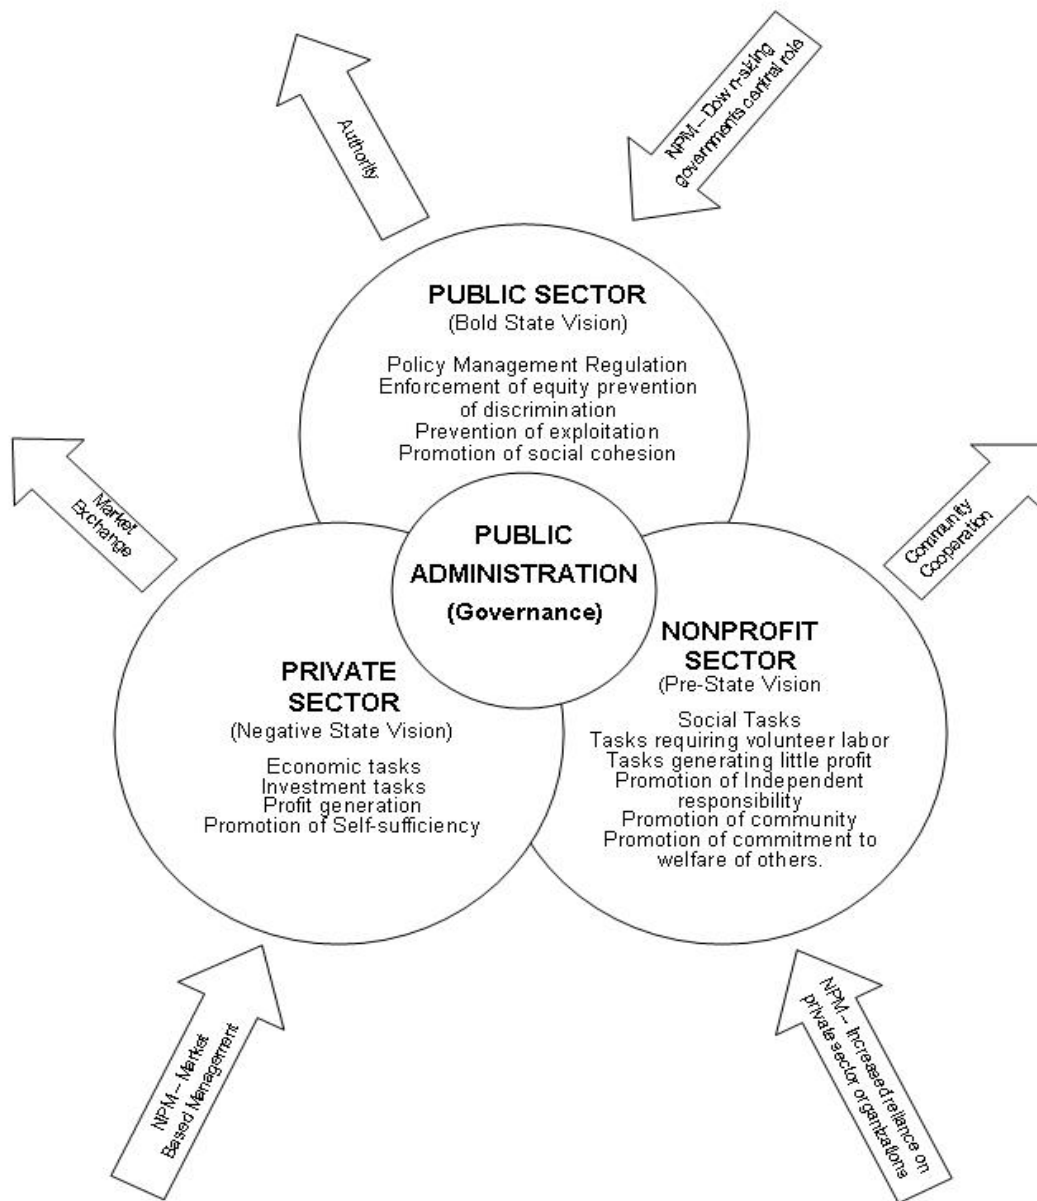 Authority
NPM – Down-sizing
governments central role
PUBLIC SECTOR
(Bold State Vision)
Policy Management Regulation
Enforcement of equity prevention
of discrimination
Prevention of exploitation
Promotion of social cohesion
Market
Exchange
Community
Cooperation
PUBLIC
ADMINISTRATION
(Governance)
PRIVATE
SECTOR
(Negative State Vision)
Economic tasks
Investment tasks
Profit generation
Promotion of Self-sufficiency
NONPROFIT
SECTOR
(Pre-State Vision
Social Tasks
Tasks requiring volunteer labor
Tasks generating little profit
Promotion of Independent
responsibility
Promotion of community
Promotion of commitment to
welfare of others.
NPM – Market
Based Management
NPM – Increased reliance on
private sector organizations